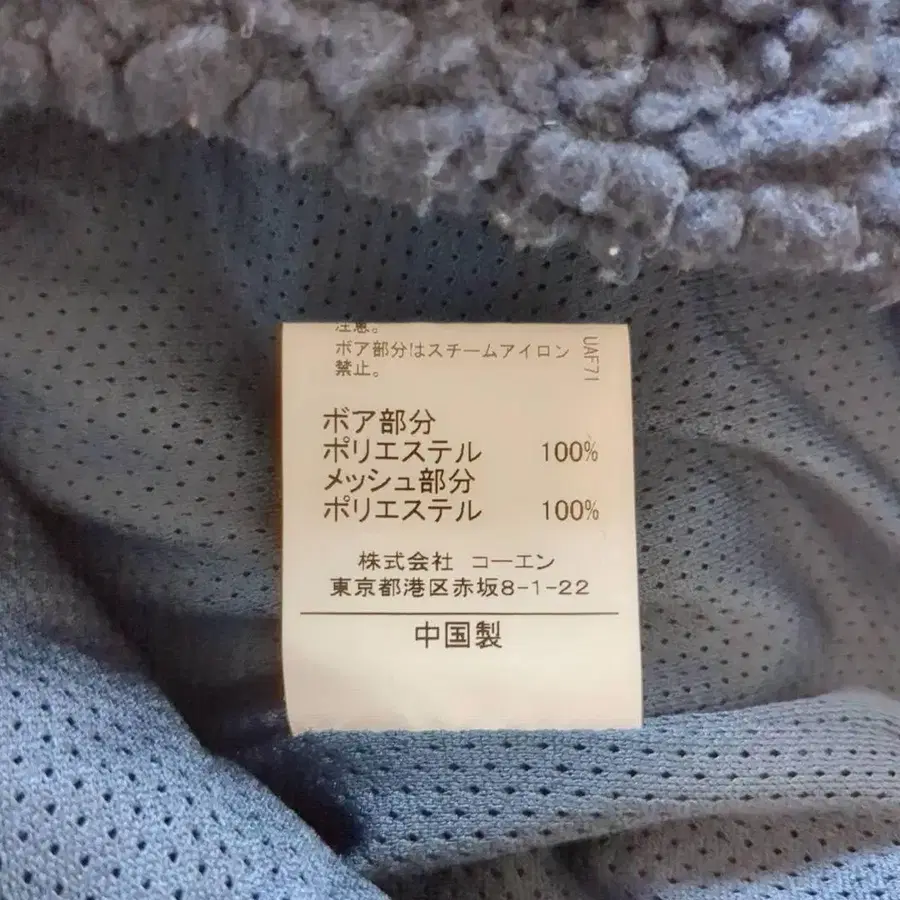 注意。
ボア部分はスチームアイロン
禁止。
UAF71
ボア部分
ポリエステル 100%
メッシュ部分
ポリエステル 100%
株式会社 コーエン
東京都港区赤坂8-1-22
中国製